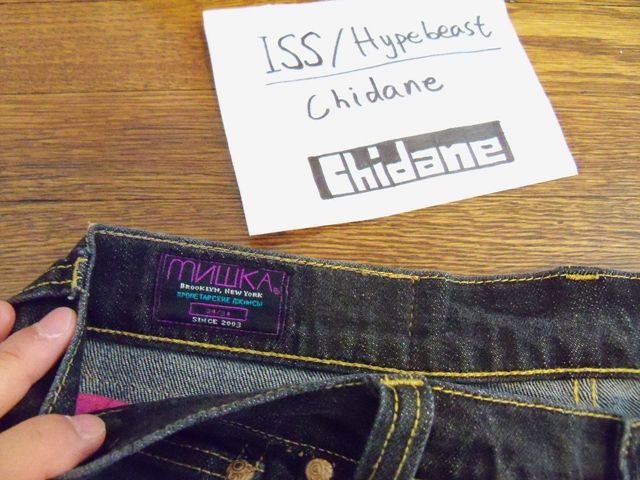 ISS/Hypebeast
Chidane
Chidane
МИШКА
BROOKLYN, NEW YORK
ПРОЛЕТАРСКИЕ ДЖИНСЫ
SINCE 2003